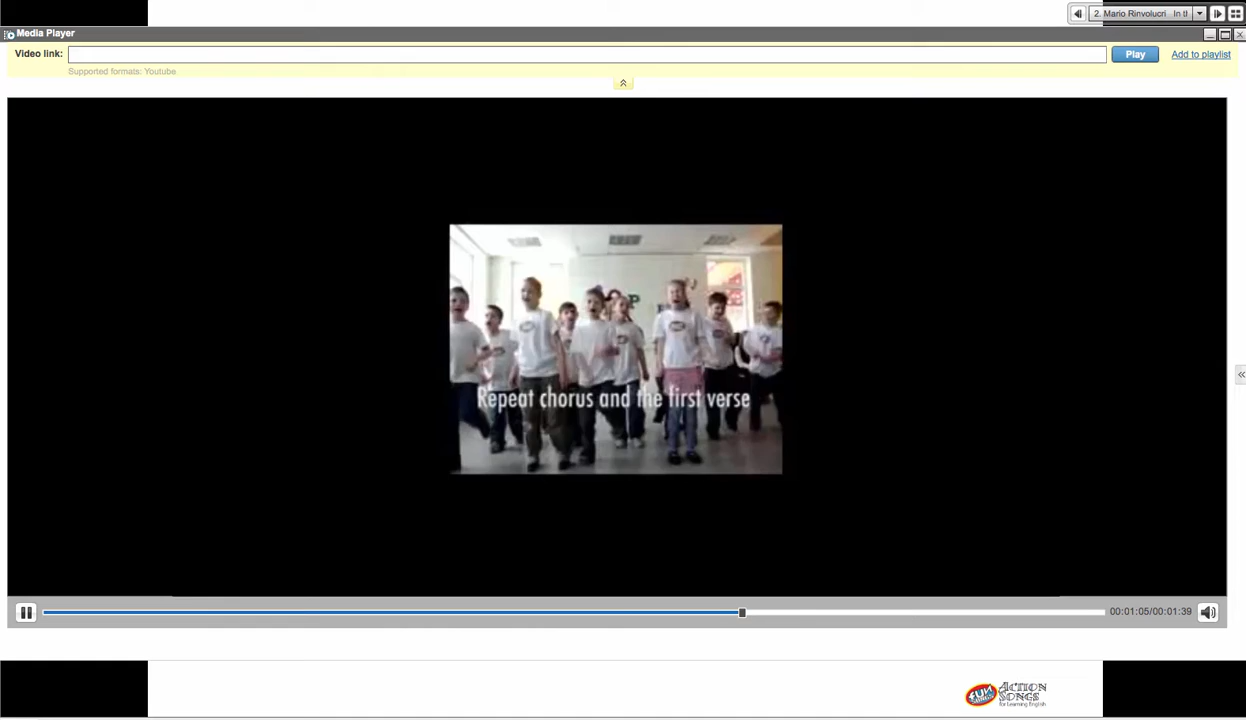 2. Mario Rinvolucri In tl
Media Player
Video link:
Play
Add to playlist
Supported formats: Youtube
Repeat chorus and the first verse
00:01:05/00:01:39
FUN
ACTION
SONGS
for Learning English